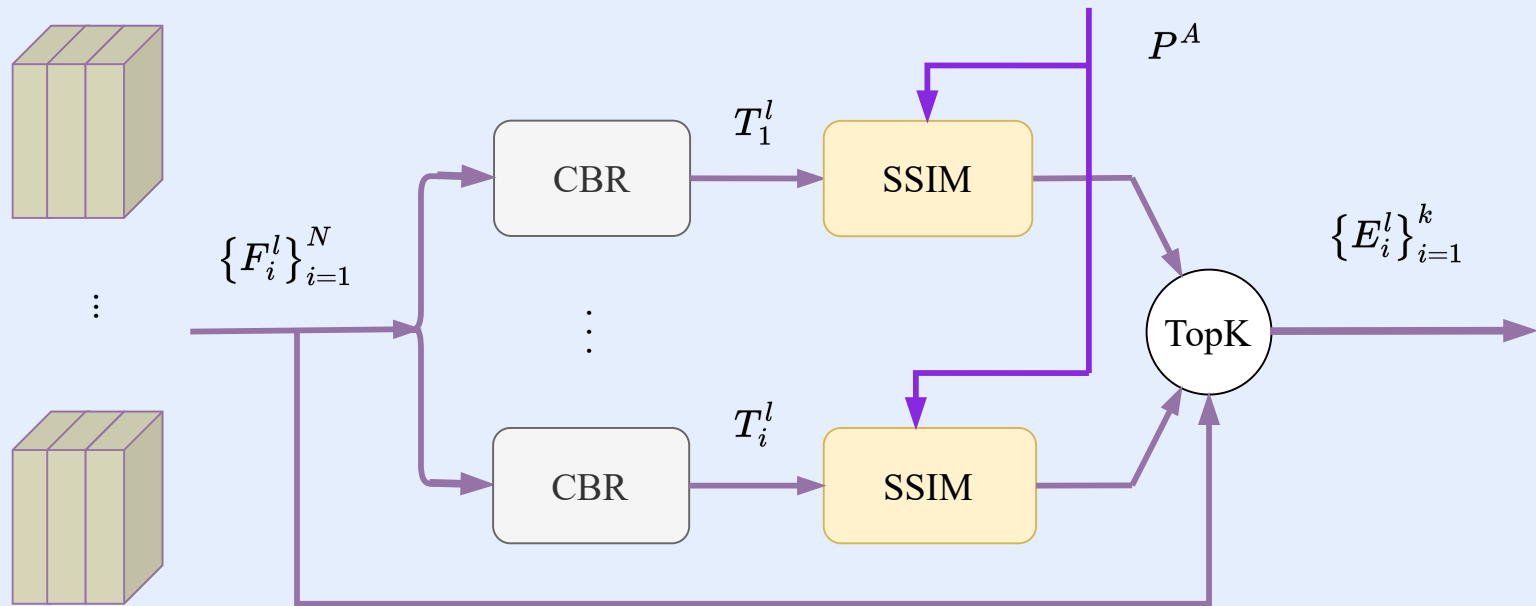 $P^A$
$T_1^l$
CBR
SSIM
$\{F_i^l\}_{i=1}^N$
$\{E_i^l\}_{i=1}^k$
⋮
⋮
TopK
$T_i^l$
CBR
SSIM